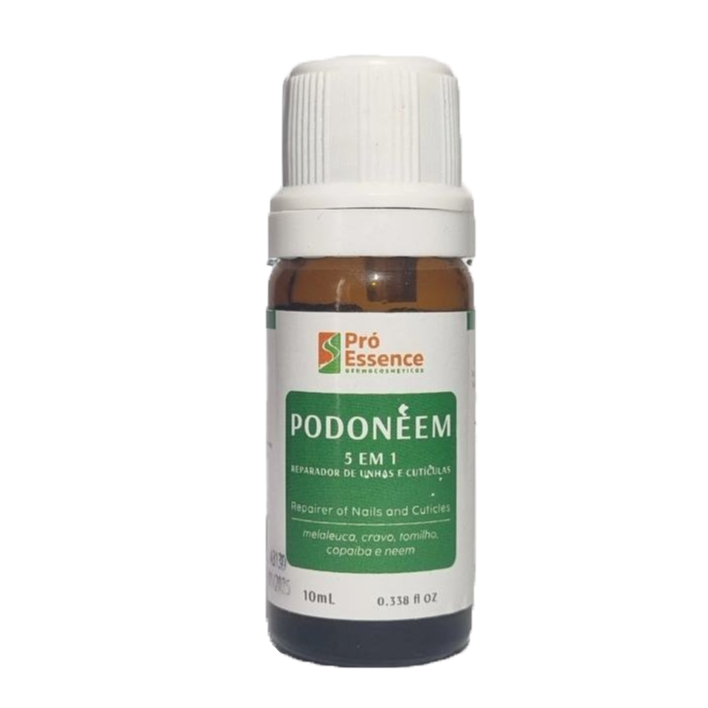 Pró
Essence
DERMOCOSMÉTICOS
PODONEEM
5 EM 1
REPARADOR DE UNHAS E CUTÍCULAS
Repairer of Nails and Cuticles
melaleuca, cravo, tomilho,
copaíba e neem
10mL 0.338 fl oz